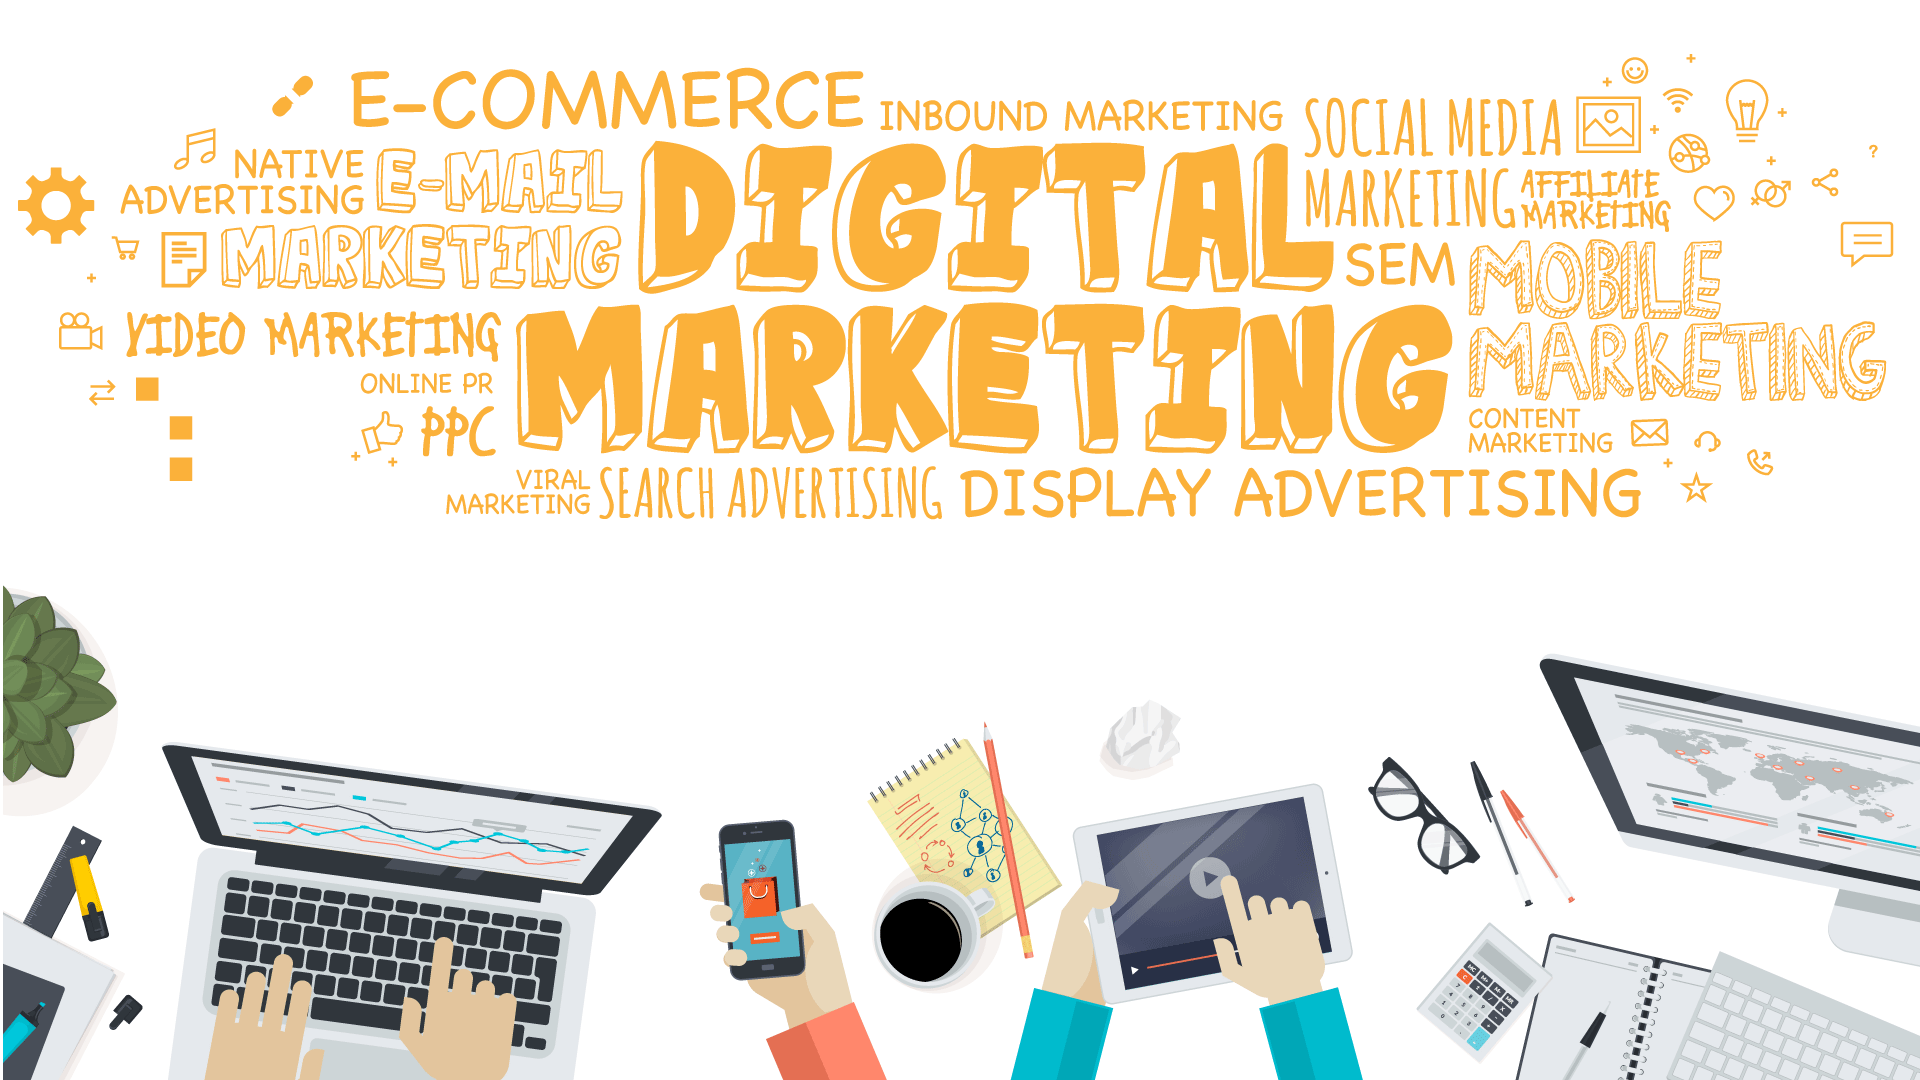 E-COMMERCE
INBOUND MARKETING
SOCIAL MEDIA
MARKETING
NATIVE
ADVERTISING
E-MAIL
MARKETING
DIGITAL
MARKETING
AFFILIATE
MARKETING
SEM
MOBILE
MARKETING
VIDEO MARKETING
ONLINE PR
PPC
CONTENT
MARKETING
VIRAL
MARKETING
SEARCH ADVERTISING
DISPLAY ADVERTISING
?